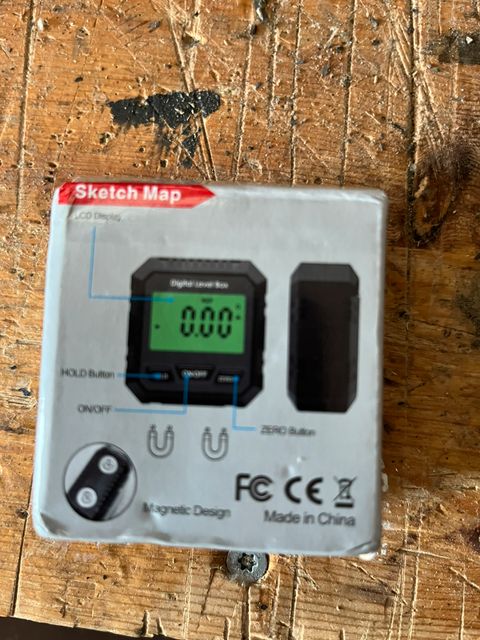 Sketch Map
LCD Display
Digital Level Box
0.00
HOLD Button
ON/OFF
ON/OFF
ZERO Button
Magnetic Design
FC CE
Made in China